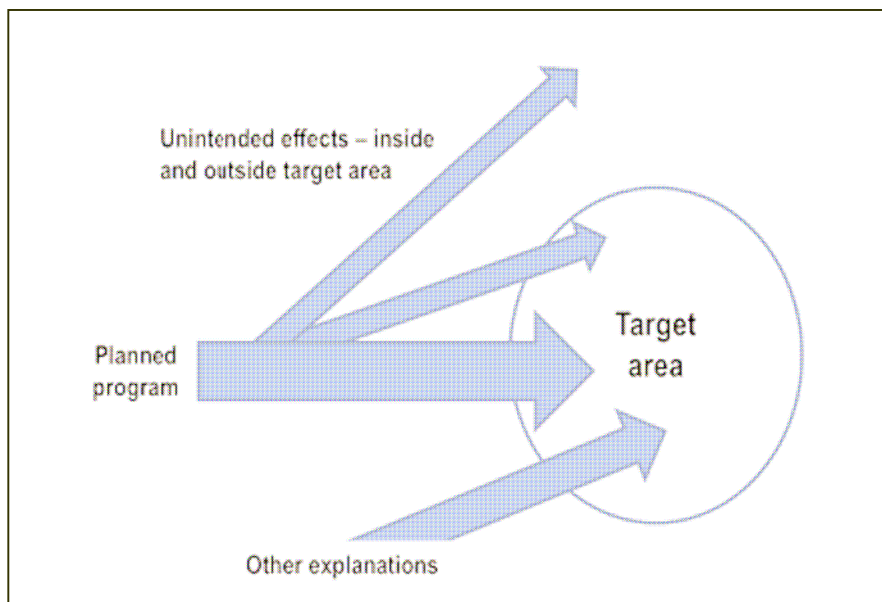 Unintended effects – inside
and outside target area
Target
area
Planned
program
Other explanations